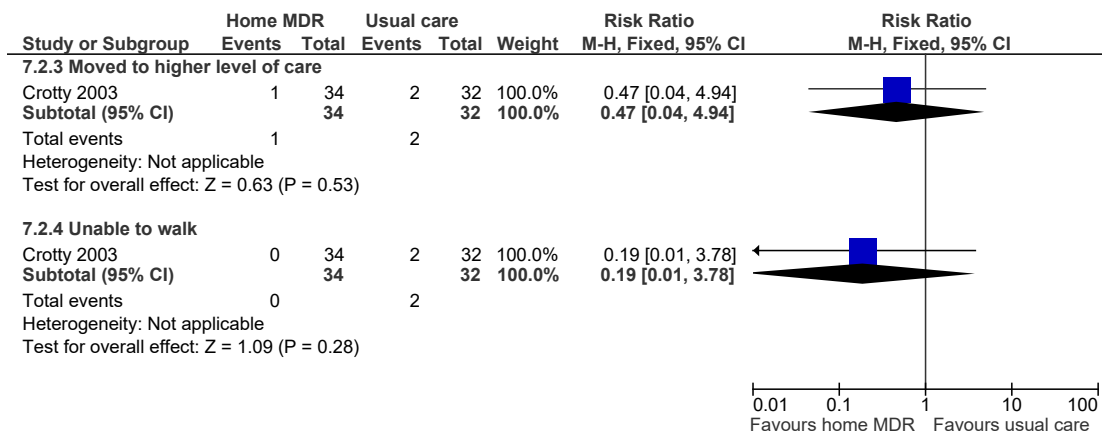 Home MDR Usual care Risk Ratio Risk Ratio
Study or Subgroup Events Total Events Total Weight M-H, Fixed, 95% CI M-H, Fixed, 95% CI
7.2.3 Moved to higher level of care
Crotty 2003 1 34 2 32 100.0% 0.47 [0.04, 4.94]
Subtotal (95% CI) 34 32 100.0% 0.47 [0.04, 4.94]
Total events 1 2
Heterogeneity: Not applicable
Test for overall effect: Z = 0.63 (P = 0.53)
7.2.4 Unable to walk
Crotty 2003 0 34 2 32 100.0% 0.19 [0.01, 3.78]
Subtotal (95% CI) 34 32 100.0% 0.19 [0.01, 3.78]
Total events 0 2
Heterogeneity: Not applicable
Test for overall effect: Z = 1.09 (P = 0.28)
0.01 0.1 1 10 100
Favours home MDR Favours usual care